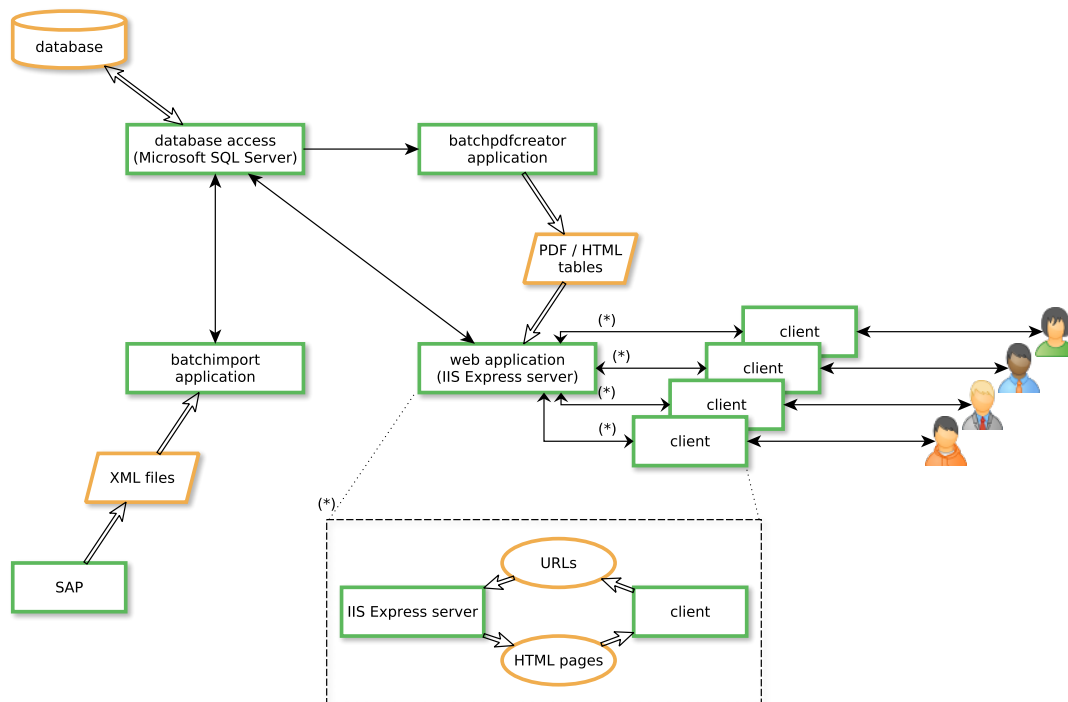 database
database access
(Microsoft SQL Server)
batchpdfcreator
application
PDF / HTML
tables
(*)
client
(*)
client
(*)
client
(*)
client
web application
(IIS Express server)
batchimport
application
XML files
SAP
(*)
URLs
IIS Express server
client
HTML pages